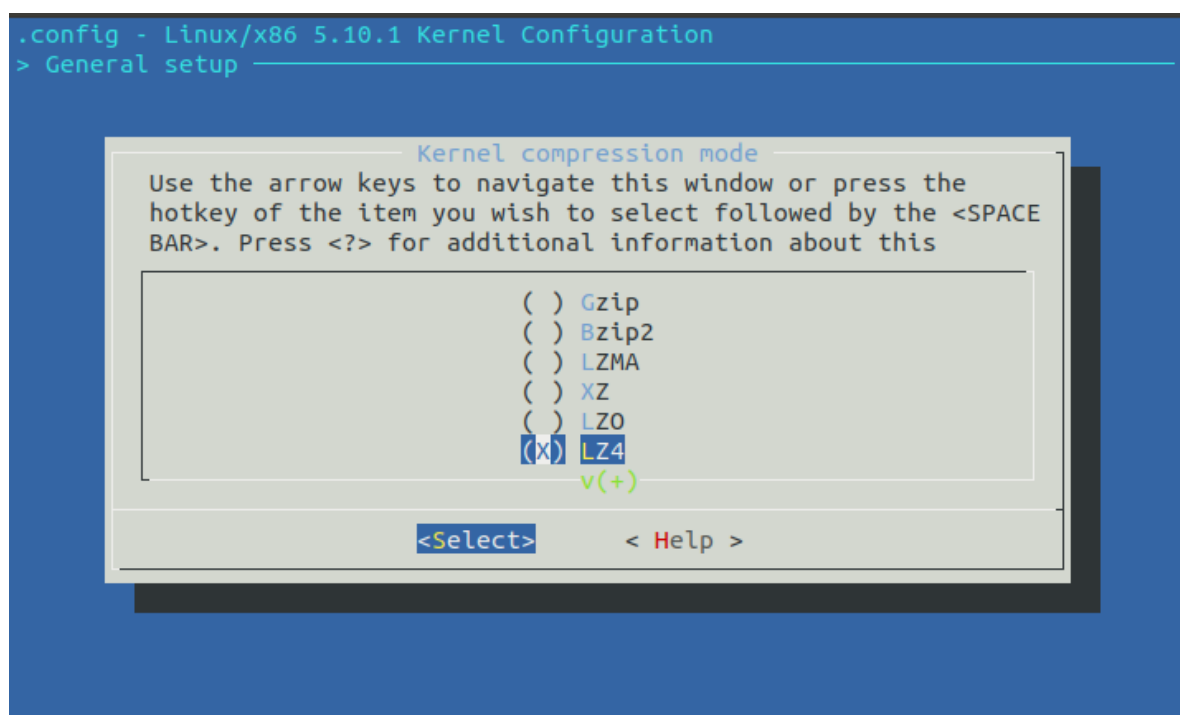 .config - Linux/x86 5.10.1 Kernel Configuration
> General setup
Kernel compression mode
Use the arrow keys to navigate this window or press the
hotkey of the item you wish to select followed by the <SPACE
BAR>. Press <?> for additional information about this
( ) Gzip
( ) Bzip2
( ) LZMA
( ) XZ
( ) LZO
(X) LZ4
v(+)
<Select> < Help >